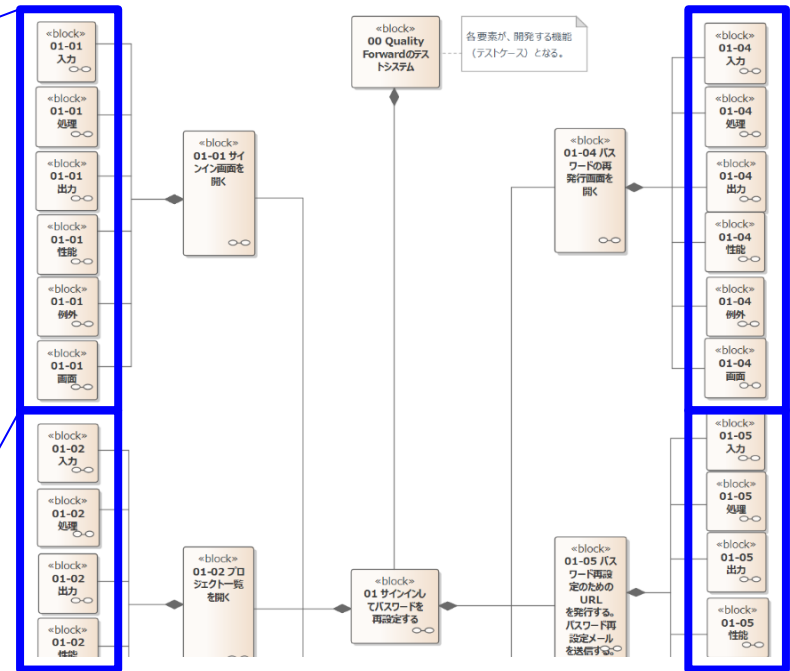 «block»
01-01
入力
«block»
01-01
処理
«block»
01-01
出力
«block»
01-01
性能
«block»
01-01
例外
«block»
01-01
画面
«block»
01-02
入力
«block»
01-02
処理
«block»
01-02
出力
«block»
01-02
性能
«block»
01-01 サイ
ンイン画面を
開く
«block»
01-02 プロ
ジェクト一覧
を開く
«block»
00 Quality
Forwardのテス
トシステム
各要素が、開発する機能
（テストケース）となる。
«block»
01 サインインし
てパスワードを
再設定する
«block»
01-04 パス
ワードの再
発行画面を
開く
«block»
01-05 パス
ワード再設
定のための
URL
を発行する。
パスワード再
設定メール
を送信する。
«block»
01-04
入力
«block»
01-04
処理
«block»
01-04
出力
«block»
01-04
性能
«block»
01-04
例外
«block»
01-04
画面
«block»
01-05
入力
«block»
01-05
処理
«block»
01-05
出力
«block»
01-05
性能